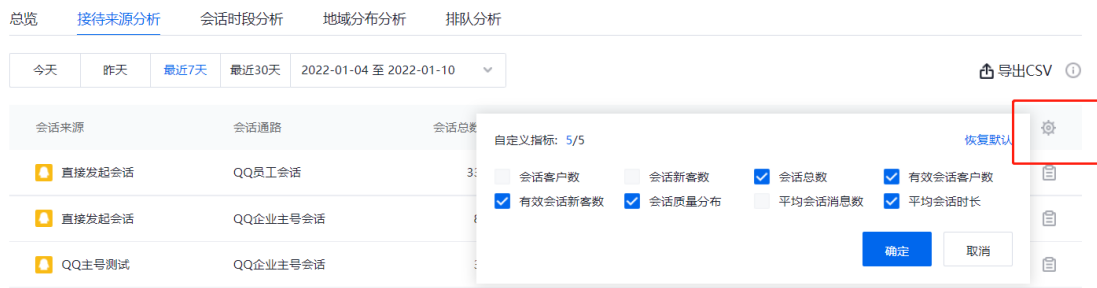 总览 接待来源分析 会话时段分析 地域分布分析 排队分析
今天 昨天 最近7天 最近30天 2022-01-04 至 2022-01-10 导出CSV
会话来源 会话通路 会话总数
自定义指标: 5/5 恢复默认
直接发起会话 QQ员工会话
会话客户数 会话新客数 会话总数 有效会话客户数
有效会话新客数 会话质量分布 平均会话消息数 平均会话时长
直接发起会话 QQ企业主号会话
确定 取消
QQ主号测试 QQ企业主号会话